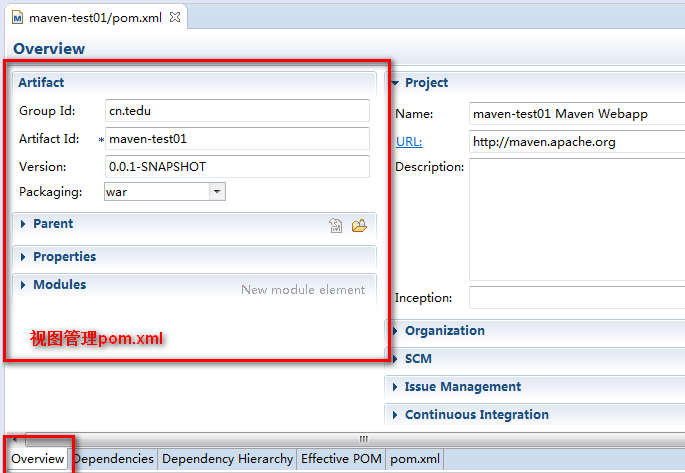 maven-test01/pom.xml
Overview
Artifact
Group Id: cn.tedu
Artifact Id: * maven-test01
Version: 0.0.1-SNAPSHOT
Packaging: war
Parent
Properties
Modules
New module element
视图管理pom.xml
Project
Name: maven-test01 Maven Webapp
URL: http://maven.apache.org
Description:
Inception:
Organization
SCM
Issue Management
Continuous Integration
Overview Dependencies Dependency Hierarchy Effective POM pom.xml